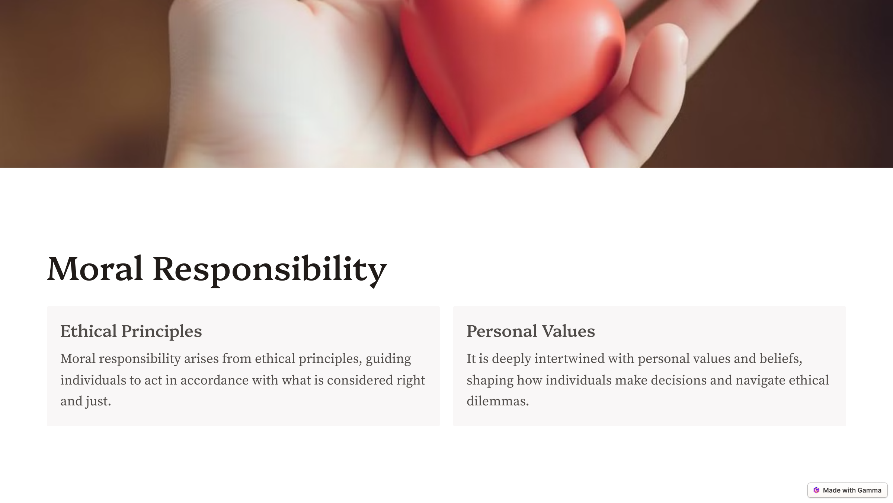 Moral Responsibility
Ethical Principles
Moral responsibility arises from ethical principles, guiding
individuals to act in accordance with what is considered right
and just.
Personal Values
It is deeply intertwined with personal values and beliefs,
shaping how individuals make decisions and navigate ethical
dilemmas.
Made with Gamma